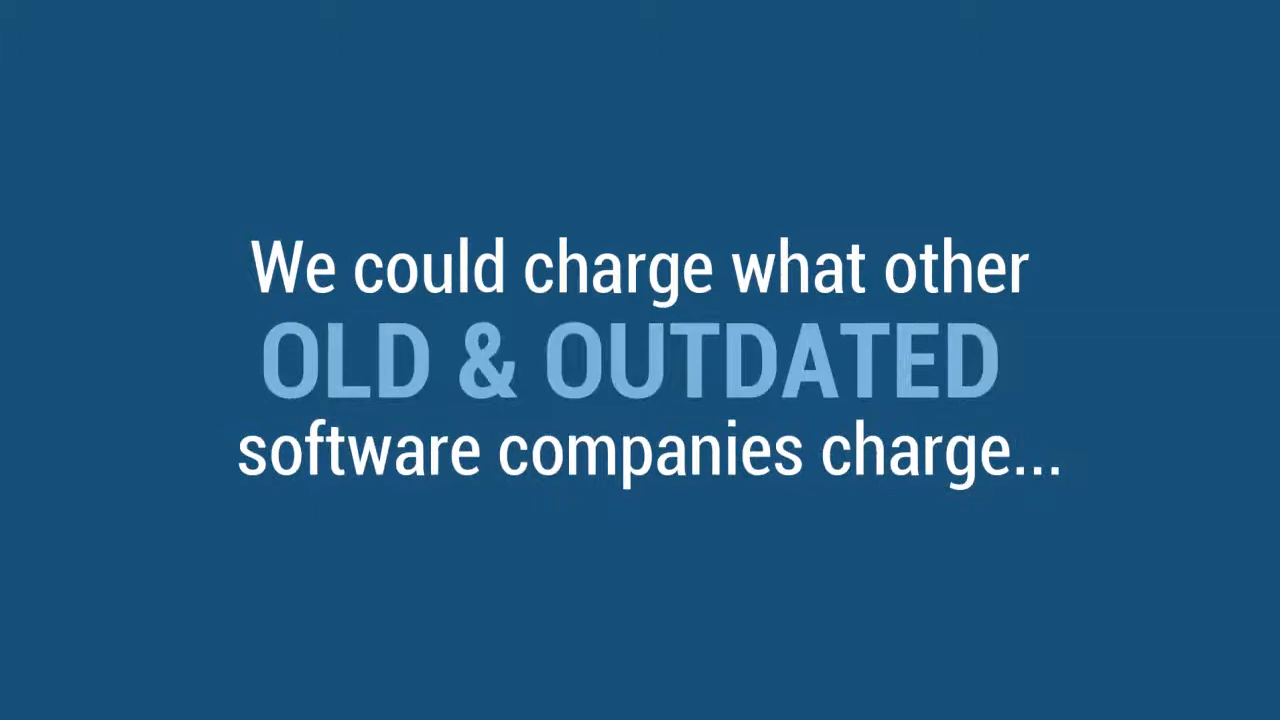 We could charge what other
OLD & OUTDATED
software companies charge...